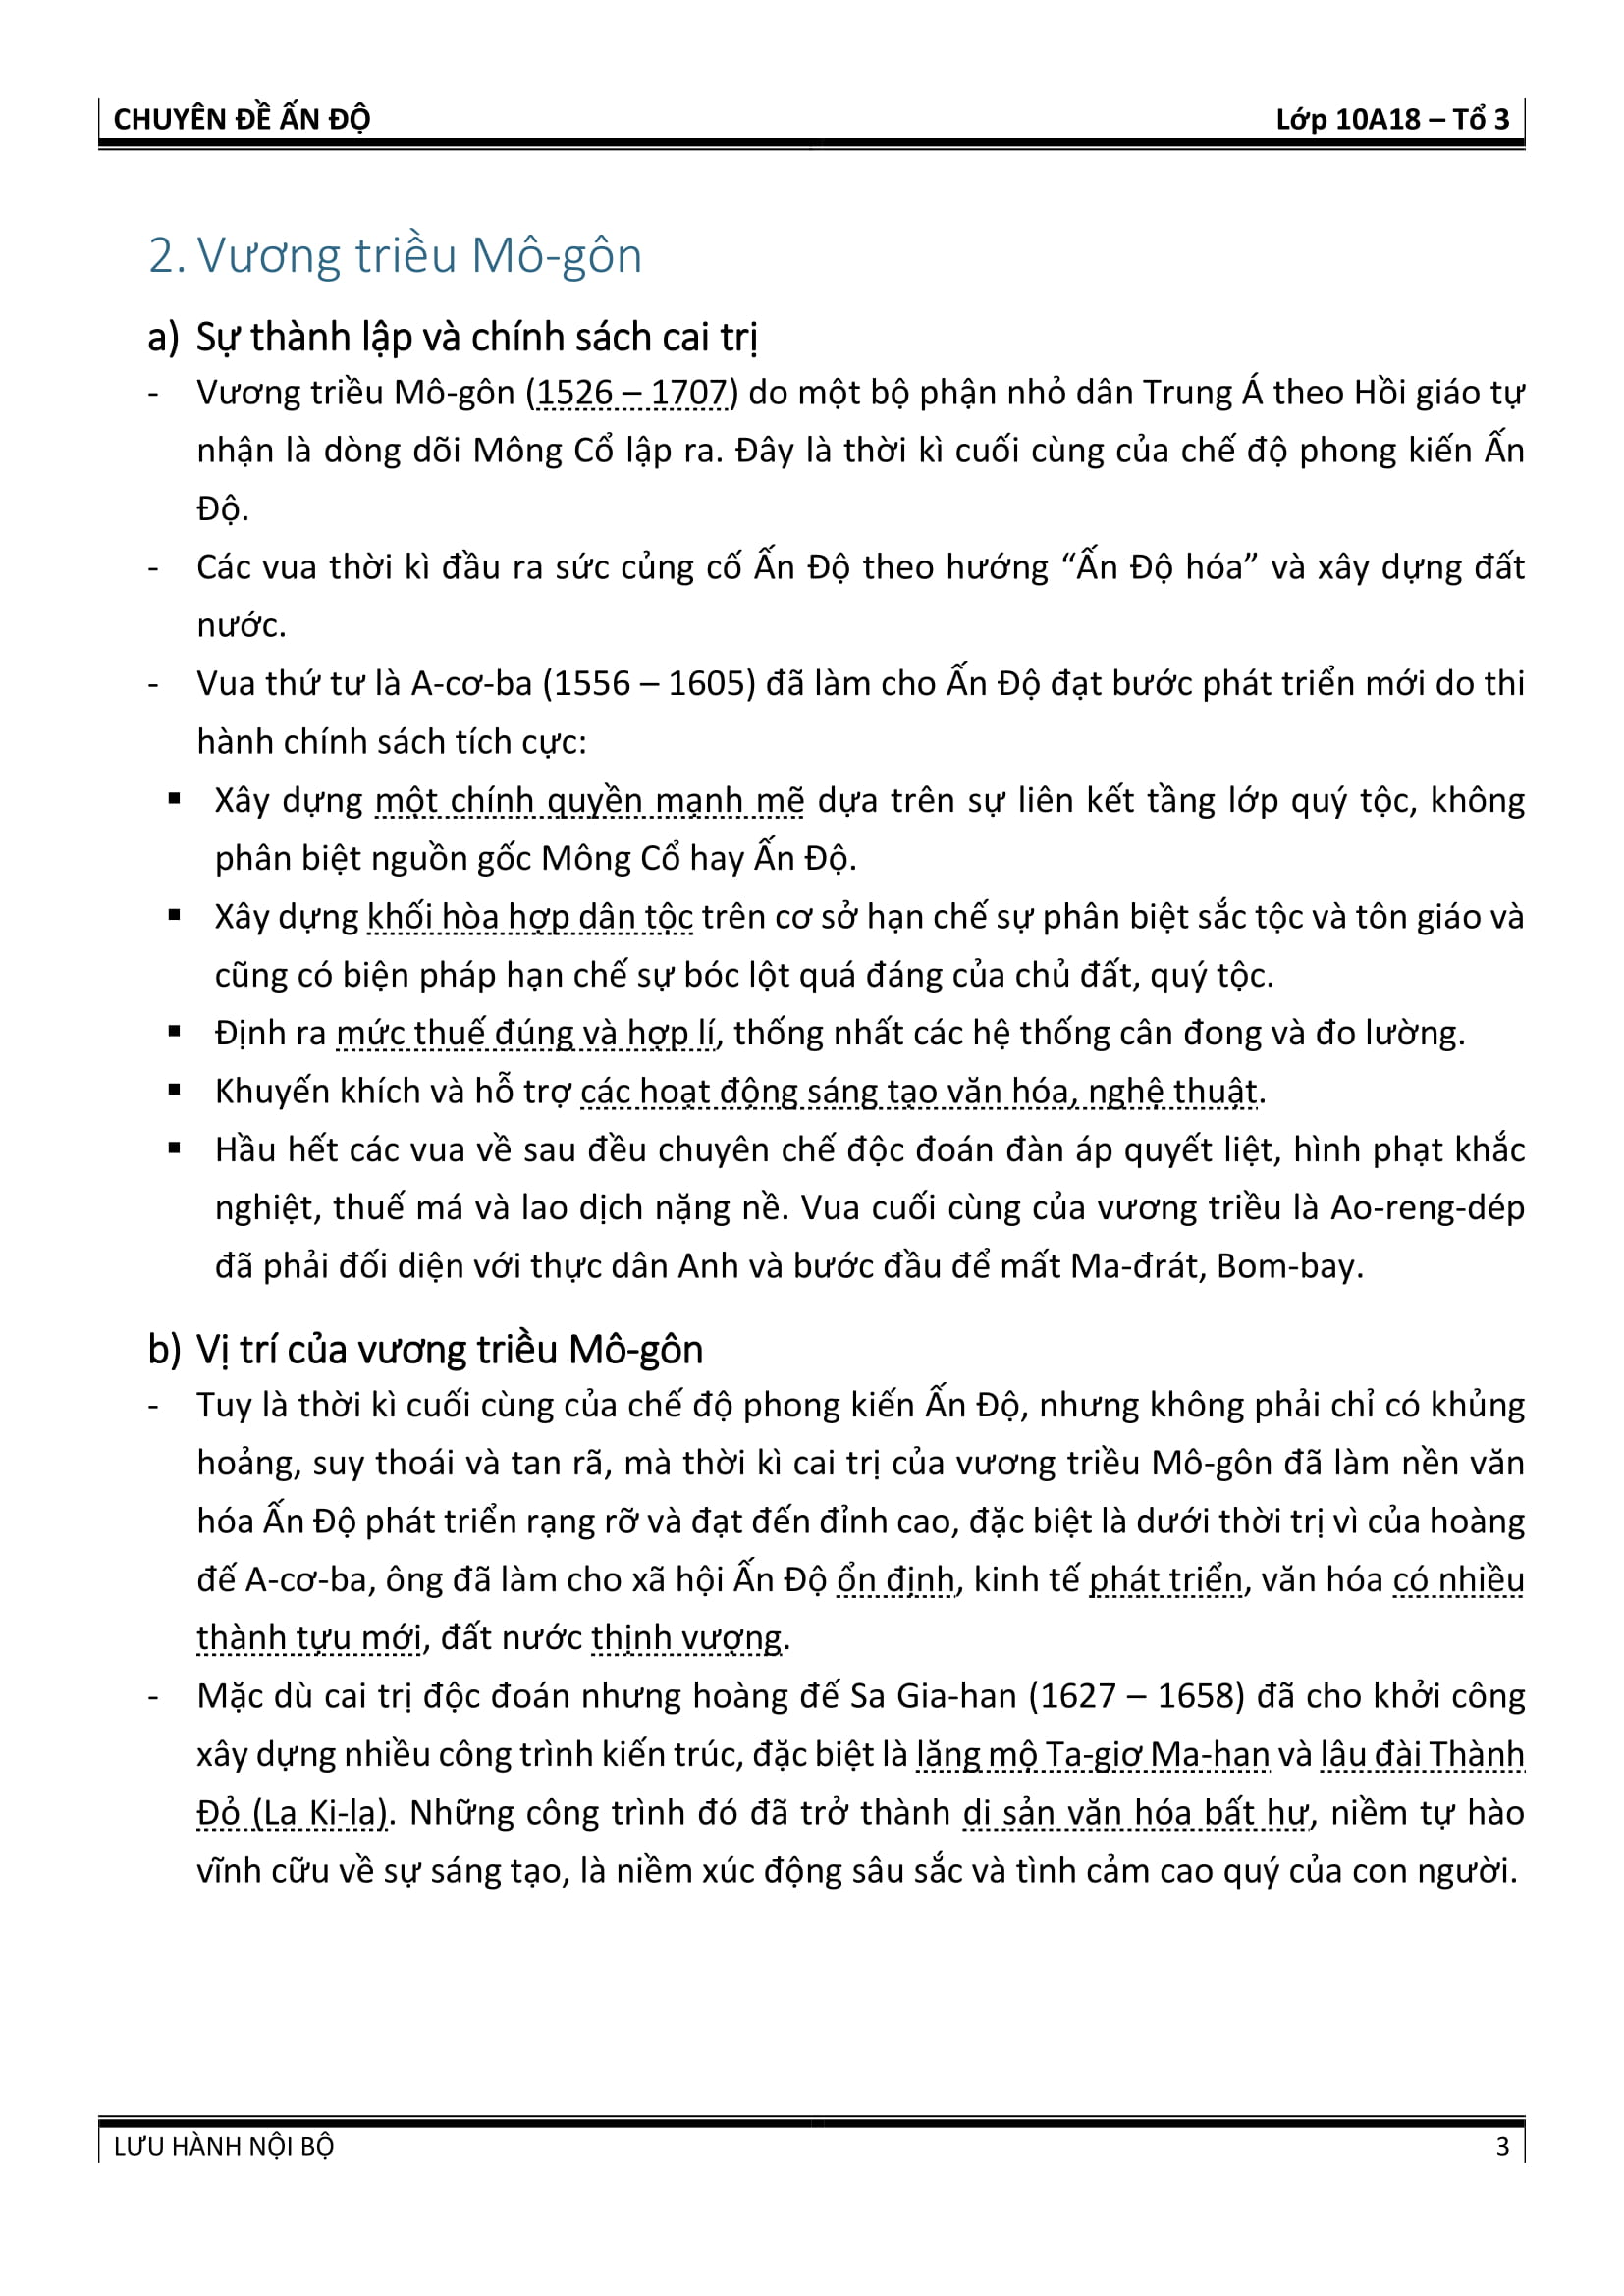 CHUYÊN ĐỀ ẤN ĐỘ Lớp 10A18 – Tổ 3
2. Vương triều Mô-gôn
a) Sự thành lập và chính sách cai trị
- Vương triều Mô-gôn (1526 – 1707) do một bộ phận nhỏ dân Trung Á theo Hồi giáo tự
nhận là dòng dõi Mông Cổ lập ra. Đây là thời kì cuối cùng của chế độ phong kiến Ấn
Độ.
- Các vua thời kì đầu ra sức củng cố Ấn Độ theo hướng “Ấn Độ hóa” và xây dựng đất
nước.
- Vua thứ tư là A-cơ-ba (1556 – 1605) đã làm cho Ấn Độ đạt bước phát triển mới do thi
hành chính sách tích cực:
▪ Xây dựng một chính quyền mạnh mẽ dựa trên sự liên kết tầng lớp quý tộc, không
phân biệt nguồn gốc Mông Cổ hay Ấn Độ.
▪ Xây dựng khối hòa hợp dân tộc trên cơ sở hạn chế sự phân biệt sắc tộc và tôn giáo và
cũng có biện pháp hạn chế sự bóc lột quá đáng của chủ đất, quý tộc.
▪ Định ra mức thuế đúng và hợp lí, thống nhất các hệ thống cân đong và đo lường.
▪ Khuyến khích và hỗ trợ các hoạt động sáng tạo văn hóa, nghệ thuật.
▪ Hầu hết các vua về sau đều chuyên chế độc đoán đàn áp quyết liệt, hình phạt khắc
nghiệt, thuế má và lao dịch nặng nề. Vua cuối cùng của vương triều là Ao-reng-dép
đã phải đối diện với thực dân Anh và bước đầu để mất Ma-đrát, Bom-bay.
b) Vị trí của vương triều Mô-gôn
- Tuy là thời kì cuối cùng của chế độ phong kiến Ấn Độ, nhưng không phải chỉ có khủng
hoảng, suy thoái và tan rã, mà thời kì cai trị của vương triều Mô-gôn đã làm nền văn
hóa Ấn Độ phát triển rạng rỡ và đạt đến đỉnh cao, đặc biệt là dưới thời trị vì của hoàng
đế A-cơ-ba, ông đã làm cho xã hội Ấn Độ ổn định, kinh tế phát triển, văn hóa có nhiều
thành tựu mới, đất nước thịnh vượng.
- Mặc dù cai trị độc đoán nhưng hoàng đế Sa Gia-han (1627 – 1658) đã cho khởi công
xây dựng nhiều công trình kiến trúc, đặc biệt là lăng mộ Ta-giơ Ma-han và lâu đài Thành
Đỏ (La Ki-la). Những công trình đó đã trở thành di sản văn hóa bất hư, niềm tự hào
vĩnh cữu về sự sáng tạo, là niềm xúc động sâu sắc và tình cảm cao quý của con người.
LƯU HÀNH NỘI BỘ 3